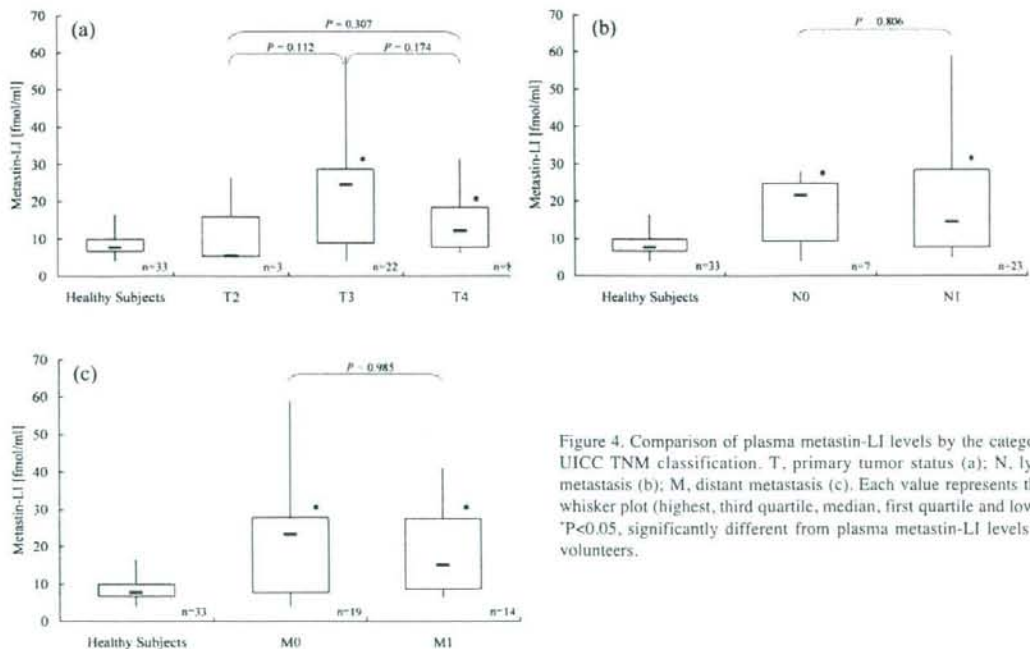 (a)
P = 0.307
P = 0.112
P = 0.174
Metastin-LI [fmol/ml]
70
60
50
40
30
20
10
0
n=33
n=3
n=22
Healthy Subjects
T2
T3
T4
(b)
P = 0.806
Metastin-LI [fmol/ml]
70
60
50
40
30
20
10
0
n=33
n=7
n=23
Healthy Subjects
N0
N1
(c)
P = 0.985
Metastin-LI [fmol/ml]
70
60
50
40
30
20
10
0
n=33
n=19
n=14
Healthy Subjects
M0
M1
Figure 4. Comparison of plasma metastin-LI levels by the catego
UICC TNM classification. T, primary tumor status (a); N, ly
metastasis (b); M, distant metastasis (c). Each value represents th
whisker plot (highest, third quartile, median, first quartile and low
*P<0.05, significantly different from plasma metastin-LI levels
volunteers.